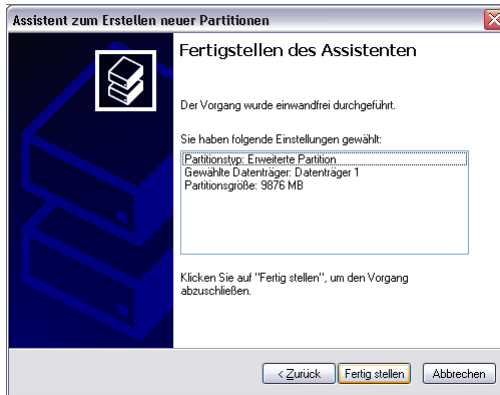 Assistent zum Erstellen neuer Partitionen
Fertigstellen des Assistenten
Der Vorgang wurde einwandfrei durchgeführt.
Sie haben folgende Einstellungen gewählt:
Partitionstyp: Erweiterte Partition
Gewählte Datenträger: Datenträger 1
Partitionsgröße: 9876 MB
Klicken Sie auf "Fertig stellen", um den Vorgang
abzuschließen.
< Zurück Fertig stellen Abbrechen